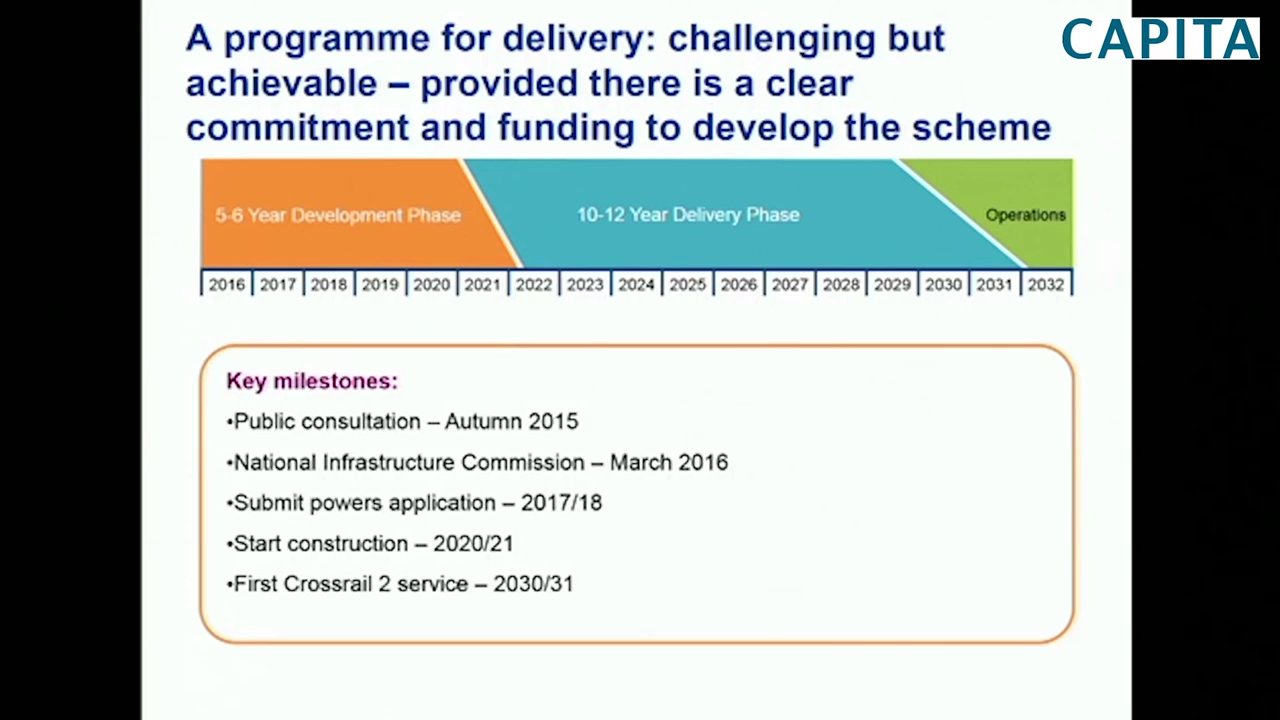 CAPITA
A programme for delivery: challenging but
achievable – provided there is a clear
commitment and funding to develop the scheme
5-6 Year Development Phase
10-12 Year Delivery Phase
Operations
2016 2017 2018 2019 2020 2021 2022 2023 2024 2025 2026 2027 2028 2029 2030 2031 2032
Key milestones:
•Public consultation – Autumn 2015
•National Infrastructure Commission – March 2016
•Submit powers application – 2017/18
•Start construction – 2020/21
•First Crossrail 2 service – 2030/31